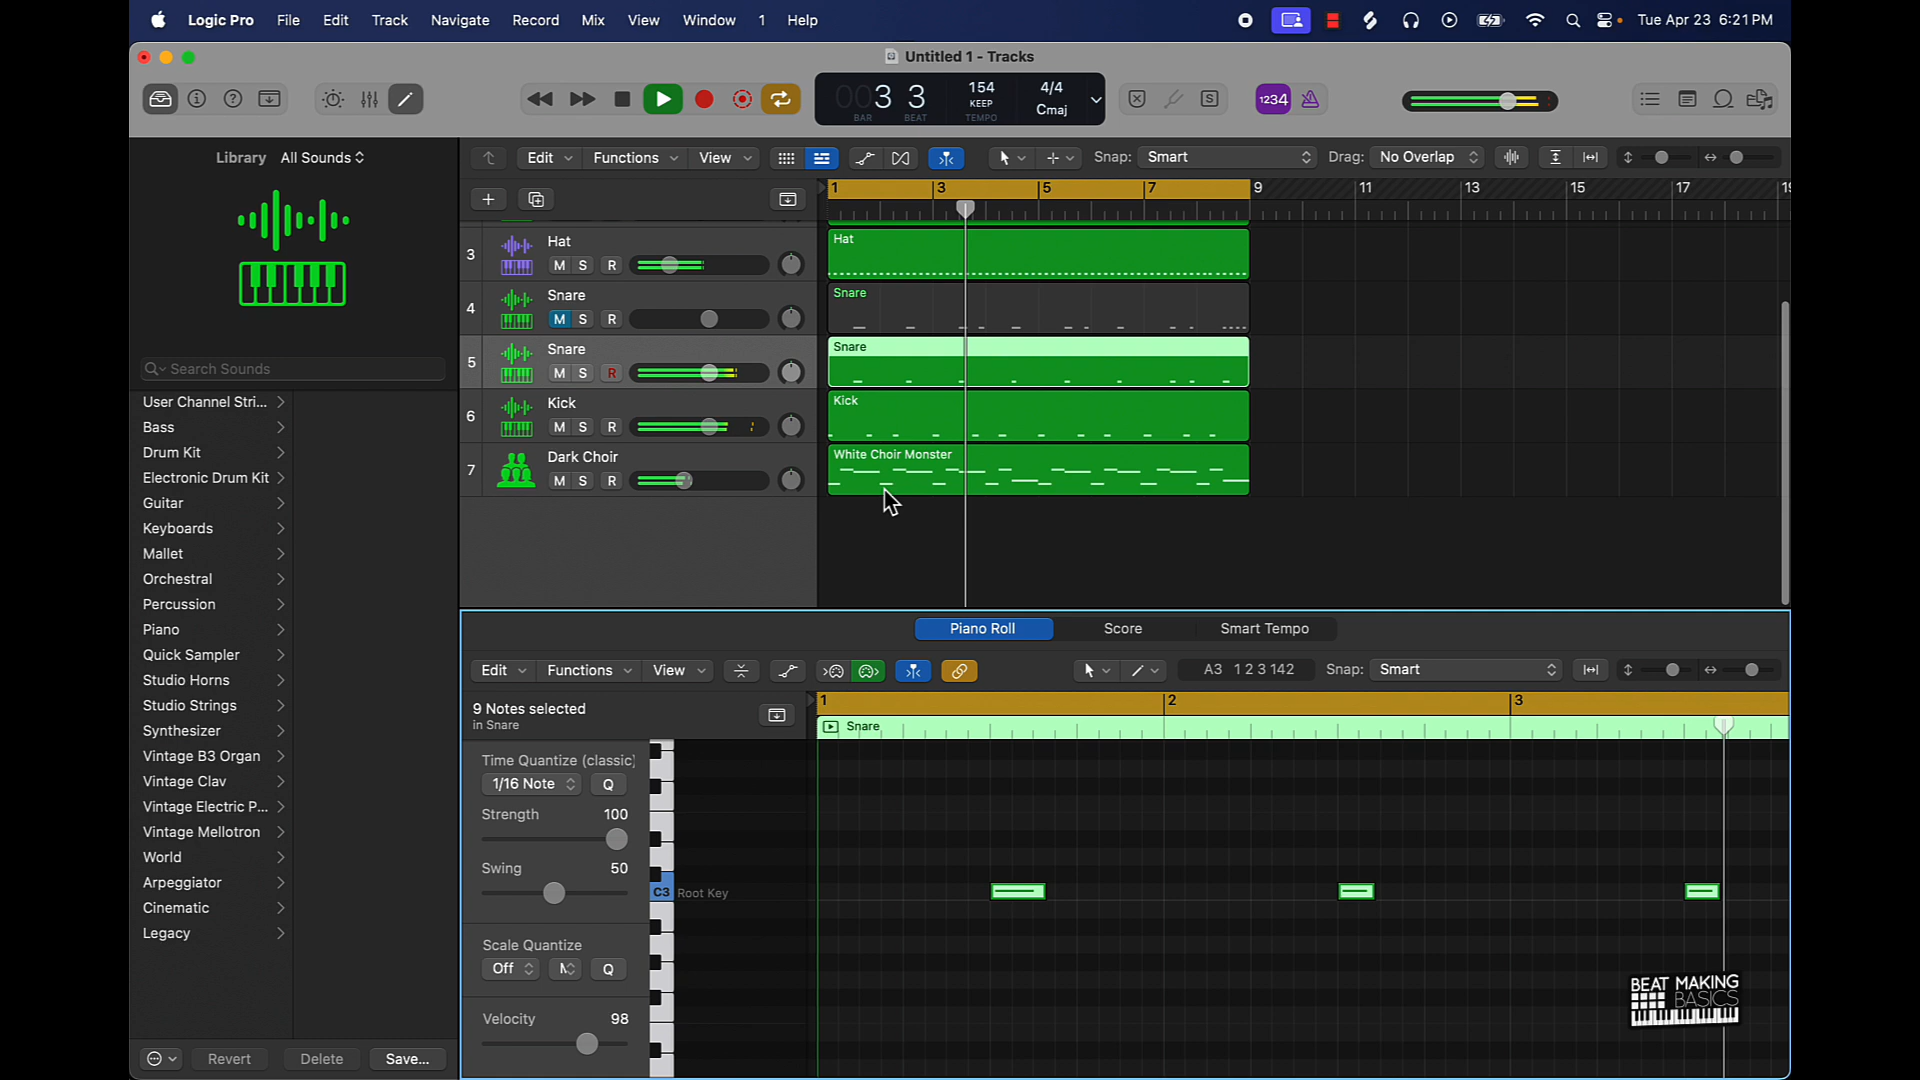 Logic Pro File Edit Track Navigate Record Mix View Window 1 Help
Tue Apr 23 6:21 PM
Untitled 1 - Tracks
003 3
BAR BEAT
154
KEEP
TEMPO
4/4
Cmaj
S
1234
Library All Sounds
Edit Functions View
Snap: Smart
Drag: No Overlap
1 3 5 7 9 11 13 15 17
3 Hat
M S R
Hat
4 Snare
M S R
Snare
5 Snare
M S R
Snare
6 Kick
M S R
Kick
7 Dark Choir
M S R
White Choir Monster
Search Sounds
User Channel Stri...
Bass
Drum Kit
Electronic Drum Kit
Guitar
Keyboards
Mallet
Orchestral
Percussion
Piano
Quick Sampler
Studio Horns
Studio Strings
Synthesizer
Vintage B3 Organ
Vintage Clav
Vintage Electric P...
Vintage Mellotron
World
Arpeggiator
Cinematic
Legacy
Revert Delete Save...
Piano Roll Score Smart Tempo
Edit Functions View
A3 1 2 3 142
Snap: Smart
9 Notes selected
in Snare
1 2 3
Snare
Time Quantize (classic)
1/16 Note Q
Strength 100
Swing 50
C3 Root Key
Scale Quantize
Off Q
Velocity 98
BEAT MAKING
BASICS